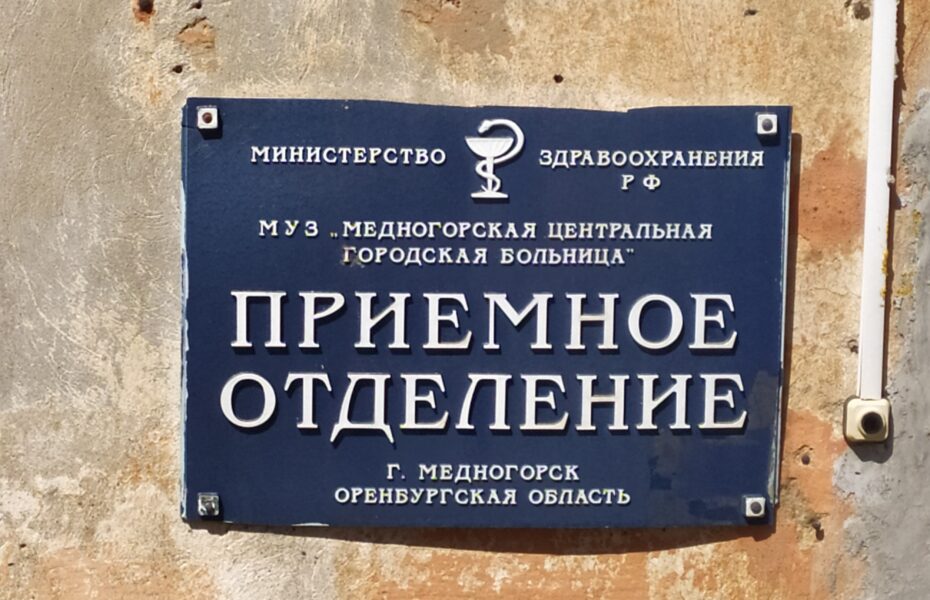 МИНИСТЕРСТВО ЗДРАВООХРАНЕНИЯ
РФ
МУЗ „МЕДНОГОРСКАЯ ЦЕНТРАЛЬНАЯ
ГОРОДСКАЯ БОЛЬНИЦА"
ПРИЕМНОЕ
ОТДЕЛЕНИЕ
Г. МЕДНОГОРСК
ОРЕНБУРГСКАЯ ОБЛАСТЬ